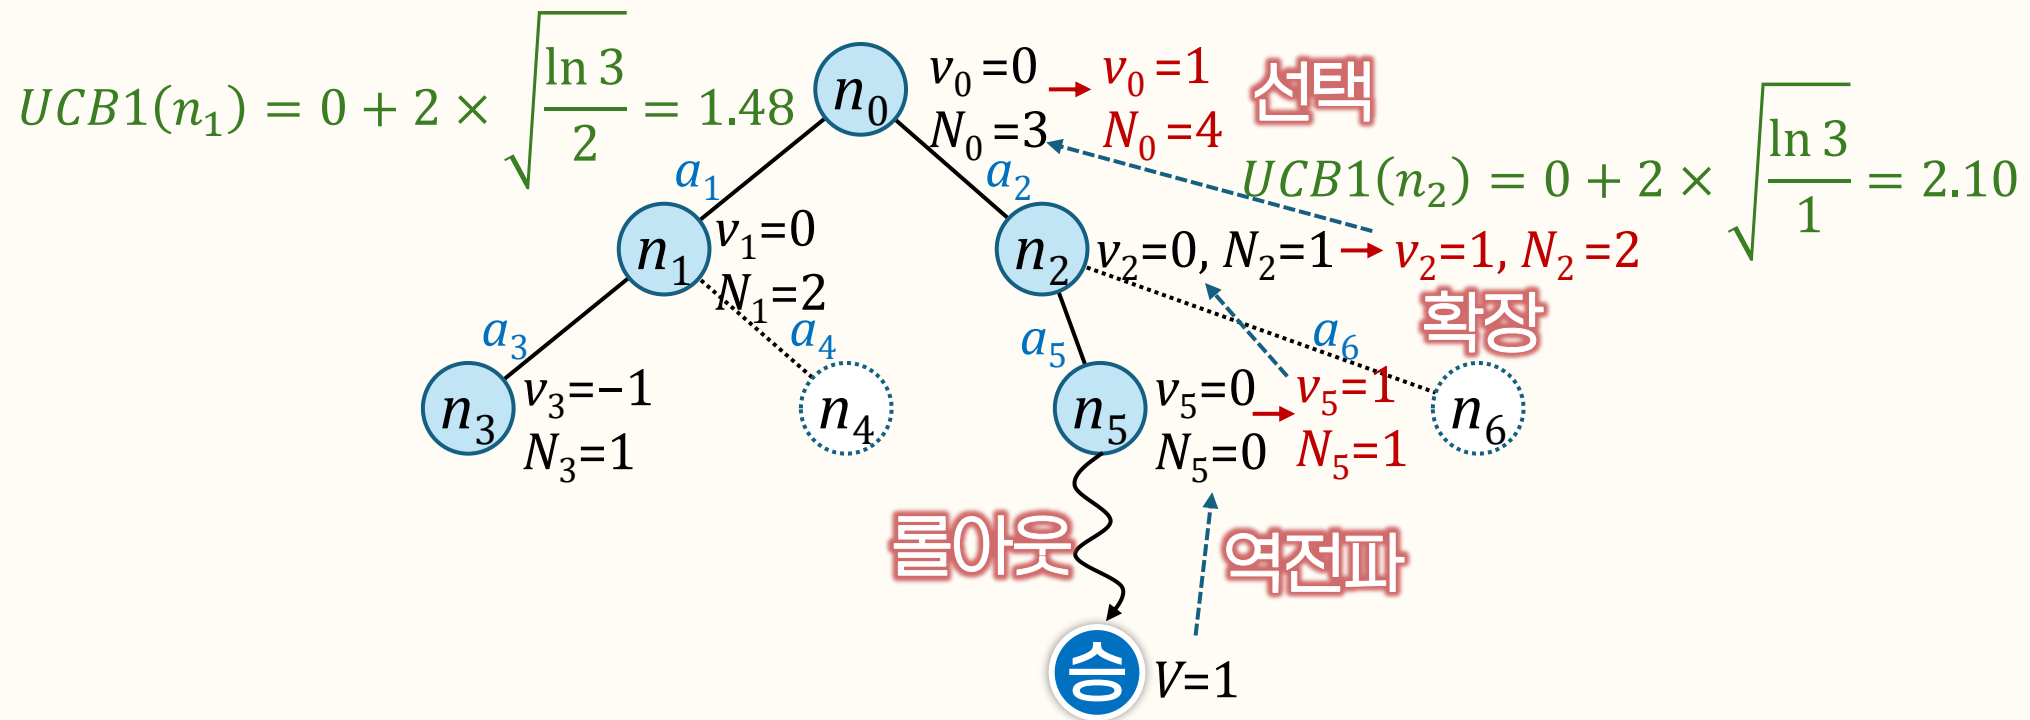 UCB1(n₁) = 0 + 2 × √(ln 3 / 2) = 1.48
n₀
v₀ =0 → v₀ =1
N₀ =3 N₀ =4
선택
UCB1(n₂) = 0 + 2 × √(ln 3 / 1) = 2.10
a₁
a₂
n₁
v₁=0
N₁=2
n₂
v₂=0, N₂=1 → v₂=1, N₂ =2
확장
a₃
a₄
a₅
a₆
n₃
v₃=−1
N₃=1
n₄
n₅
v₅=0 → v₅=1
N₅=0 N₅=1
n₆
롤아웃
역전파
승
V=1